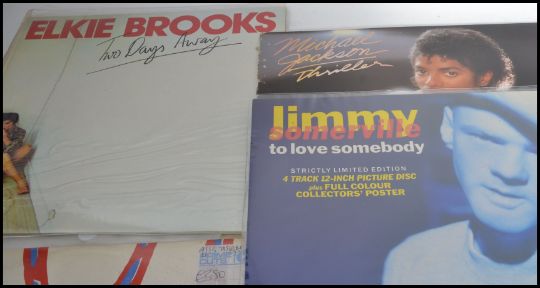 ELKIE BROOKS
Two Days Away
Michael
Jackson
Thriller
Jimmy
somerville
to love somebody
STRICTLY LIMITED EDITION
4 TRACK 12-INCH PICTURE DISC
plus FULL COLOUR
COLLECTORS' POSTER